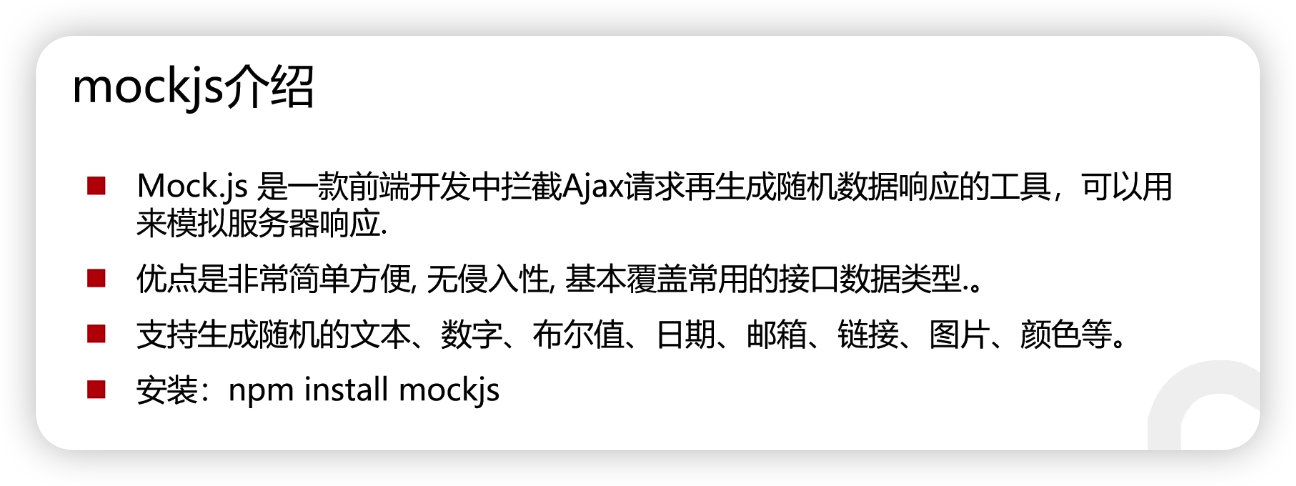 mockjs介绍
Mock.js 是一款前端开发中拦截Ajax请求再生成随机数据响应的工具，可以用
来模拟服务器响应.
优点是非常简单方便, 无侵入性, 基本覆盖常用的接口数据类型.。
支持生成随机的文本、数字、布尔值、日期、邮箱、链接、图片、颜色等。
安装：npm install mockjs